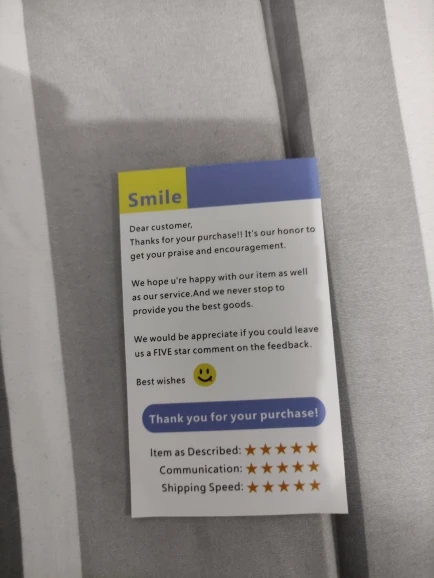 Smile
Dear customer,
Thanks for your purchase!! It's our honor to
get your praise and encouragement.
We hope u're happy with our item as well
as our service.And we never stop to
provide you the best goods.
We would be appreciate if you could leave
us a FIVE star comment on the feedback.
Best wishes
Thank you for your purchase!
Item as Described: ★★★★★
Communication: ★★★★★
Shipping Speed: ★★★★★